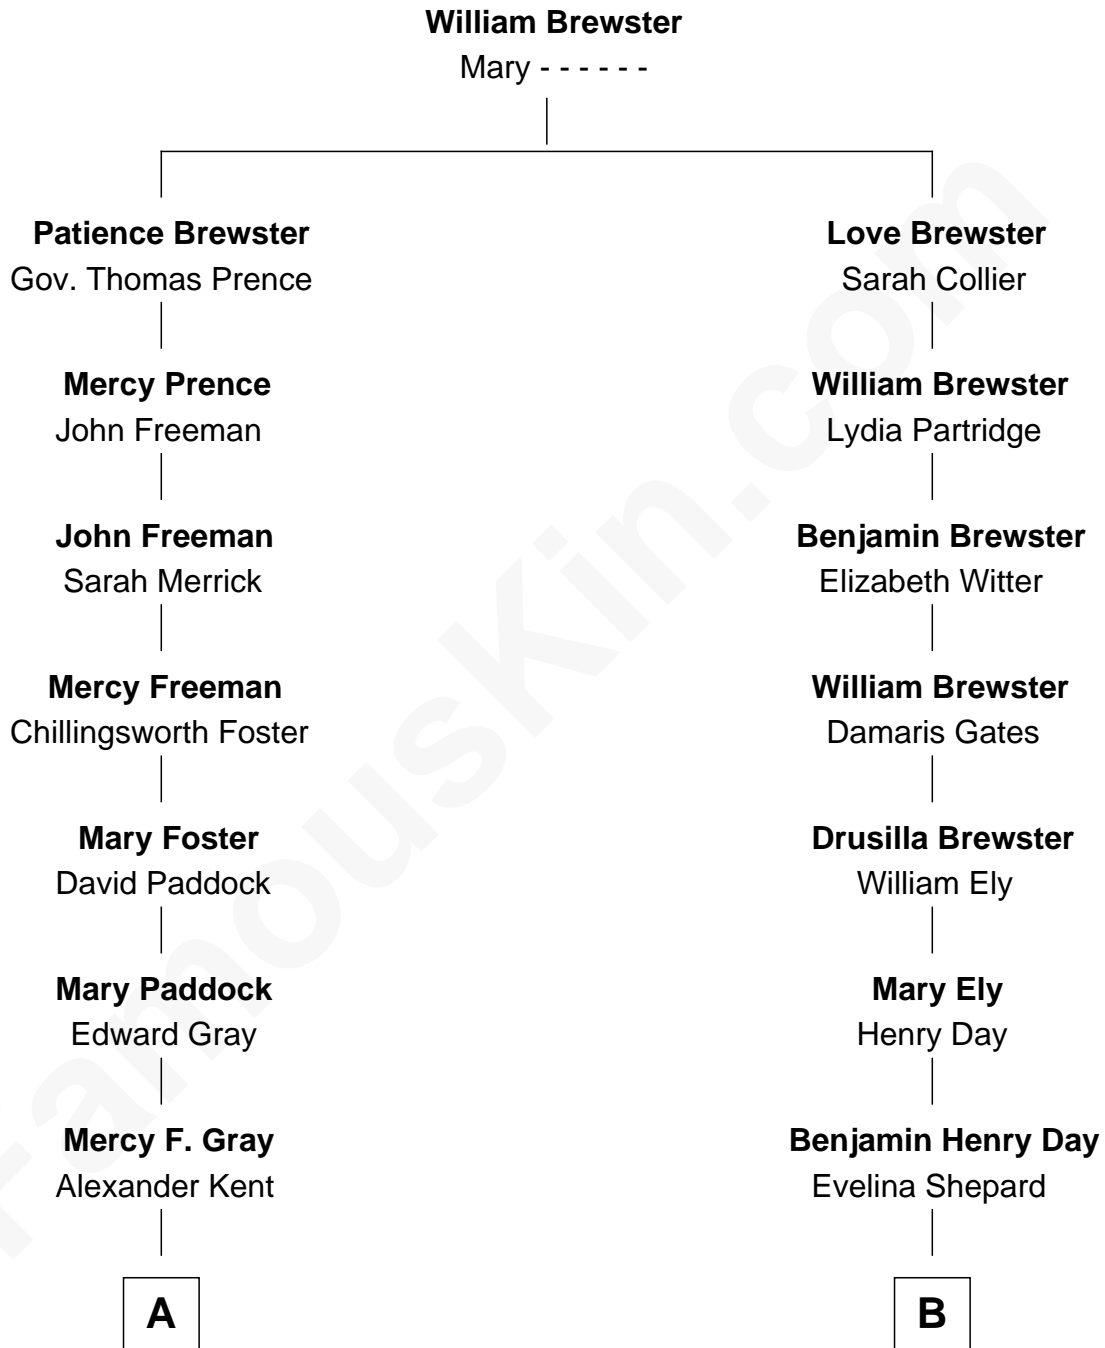 William Brewster
Mary - - - - - -
Patience Brewster
Gov. Thomas Prence
Love Brewster
Sarah Collier
Mercy Prence
John Freeman
William Brewster
Lydia Partridge
John Freeman
Sarah Merrick
Benjamin Brewster
Elizabeth Witter
Mercy Freeman
Chillingsworth Foster
William Brewster
Damaris Gates
Mary Foster
David Paddock
Drusilla Brewster
William Ely
Mary Paddock
Edward Gray
Mary Ely
Henry Day
Mercy F. Gray
Alexander Kent
Benjamin Henry Day
Evelina Shepard
A
B
FamousKin.com